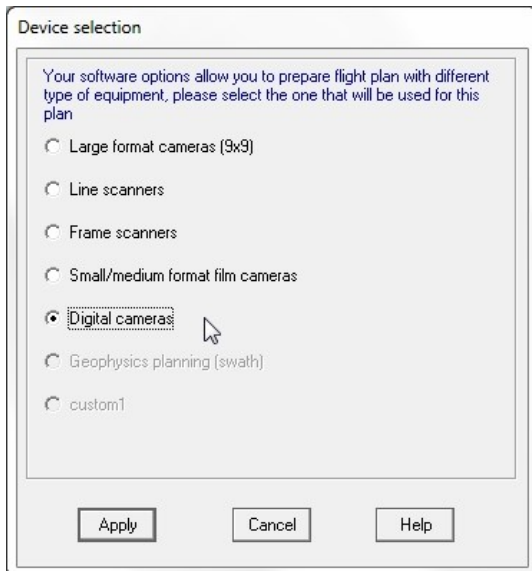 Device selection
Your software options allow you to prepare flight plan with different
type of equipment, please select the one that will be used for this
plan
Large format cameras (9x9)
Line scanners
Frame scanners
Small/medium format film cameras
Digital cameras
Geophysics planning (swath)
custom1
Apply Cancel Help